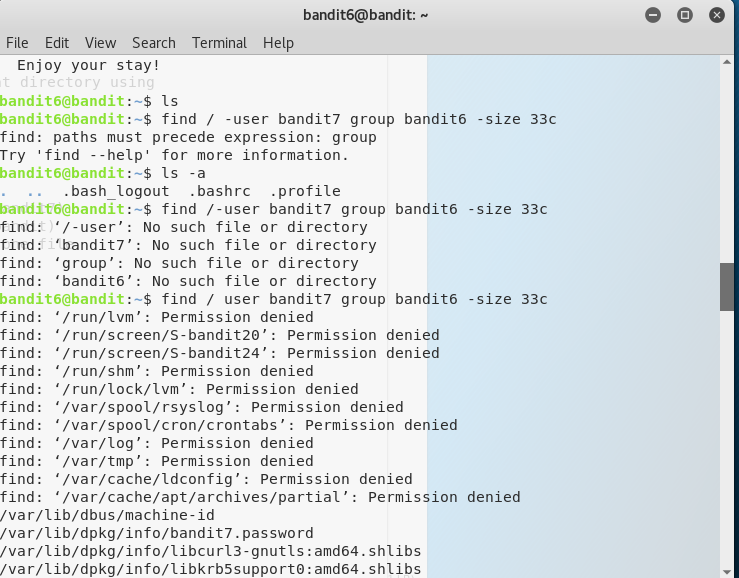 bandit6@bandit: ~
File Edit View Search Terminal Help
Enjoy your stay!
at directory using
bandit6@bandit:~$ ls
bandit6@bandit:~$ find / -user bandit7 group bandit6 -size 33c
find: paths must precede expression: group
Try 'find --help' for more information.
bandit6@bandit:~$ ls -a
. .. .bash_logout .bashrc .profile
bandit6@bandit:~$ find /-user bandit7 group bandit6 -size 33c
find: ‘/-user’: No such file or directory
find: ‘bandit7’: No such file or directory
find: ‘group’: No such file or directory
find: ‘bandit6’: No such file or directory
bandit6@bandit:~$ find / user bandit7 group bandit6 -size 33c
find: ‘/run/lvm’: Permission denied
find: ‘/run/screen/S-bandit20’: Permission denied
find: ‘/run/screen/S-bandit24’: Permission denied
find: ‘/run/shm’: Permission denied
find: ‘/run/lock/lvm’: Permission denied
find: ‘/var/spool/rsyslog’: Permission denied
find: ‘/var/spool/cron/crontabs’: Permission denied
find: ‘/var/log’: Permission denied
find: ‘/var/tmp’: Permission denied
find: ‘/var/cache/ldconfig’: Permission denied
find: ‘/var/cache/apt/archives/partial’: Permission denied
/var/lib/dbus/machine-id
/var/lib/dpkg/info/bandit7.password
/var/lib/dpkg/info/libcurl3-gnutls:amd64.shlibs
/var/lib/dpkg/info/libkrb5support0:amd64.shlibs